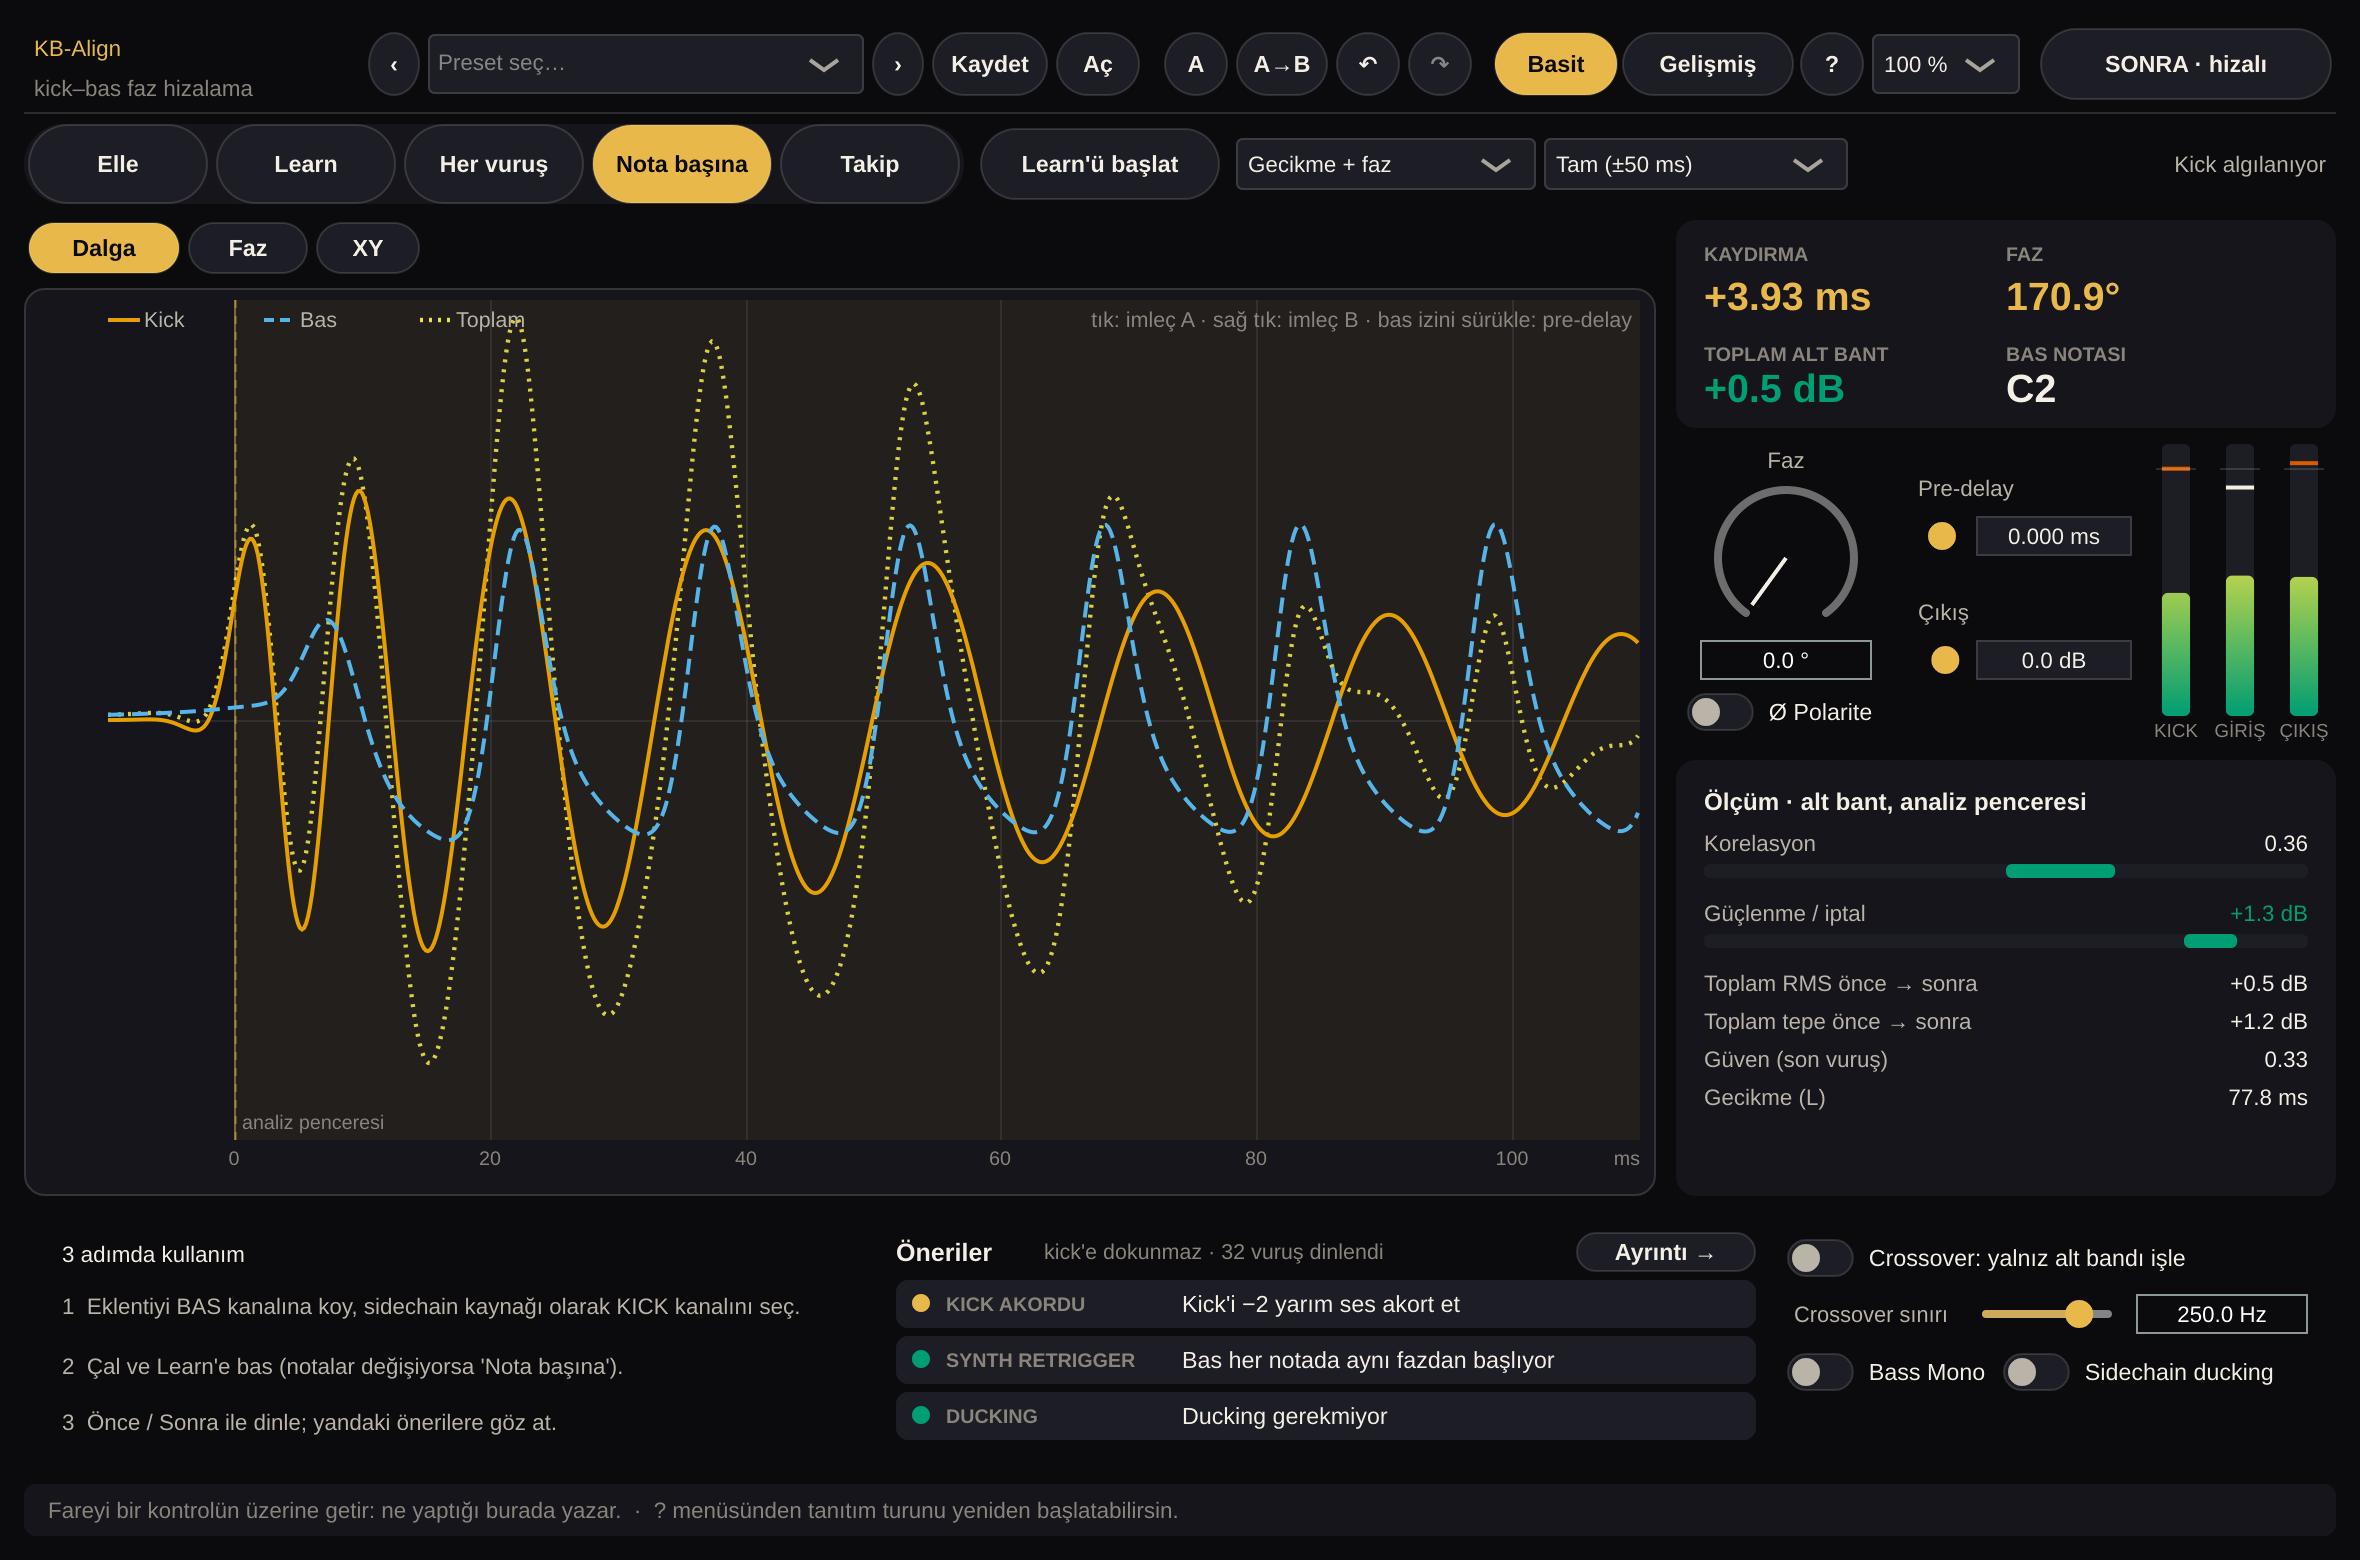 KB-Align
kick–bas faz hizalama
‹
Preset seç…
›
Kaydet
Aç
A
A→B
↶
↷
Basit
Gelişmiş
?
100 %
SONRA · hizalı
Elle
Learn
Her vuruş
Nota başına
Takip
Learn'ü başlat
Gecikme + faz
Tam (±50 ms)
Kick algılanıyor
Dalga
Faz
XY
Kick
Bas
Toplam
tık: imleç A · sağ tık: imleç B · bas izini sürükle: pre-delay
analiz penceresi
0
20
40
60
80
100
ms
KAYDIRMA
FAZ
+3.93 ms
170.9°
TOPLAM ALT BANT
BAS NOTASI
+0.5 dB
C2
Faz
0.0 °
Ø Polarite
Pre-delay
0.000 ms
Çıkış
0.0 dB
KICK
GİRİŞ
ÇIKIŞ
Ölçüm · alt bant, analiz penceresi
Korelasyon
0.36
Güçlenme / iptal
+1.3 dB
Toplam RMS önce → sonra
+0.5 dB
Toplam tepe önce → sonra
+1.2 dB
Güven (son vuruş)
0.33
Gecikme (L)
77.8 ms
3 adımda kullanım
1 Eklentiyi BAS kanalına koy, sidechain kaynağı olarak KICK kanalını seç.
2 Çal ve Learn'e bas (notalar değişiyorsa 'Nota başına').
3 Önce / Sonra ile dinle; yandaki önerilere göz at.
Öneriler
kick'e dokunmaz · 32 vuruş dinlendi
Ayrıntı →
KICK AKORDU
Kick'i −2 yarım ses akort et
SYNTH RETRIGGER
Bas her notada aynı fazdan başlıyor
DUCKING
Ducking gerekmiyor
Crossover: yalnız alt bandı işle
Crossover sınırı
250.0 Hz
Bass Mono
Sidechain ducking
Fareyi bir kontrolün üzerine getir: ne yaptığı burada yazar. · ? menüsünden tanıtım turunu yeniden başlatabilirsin.